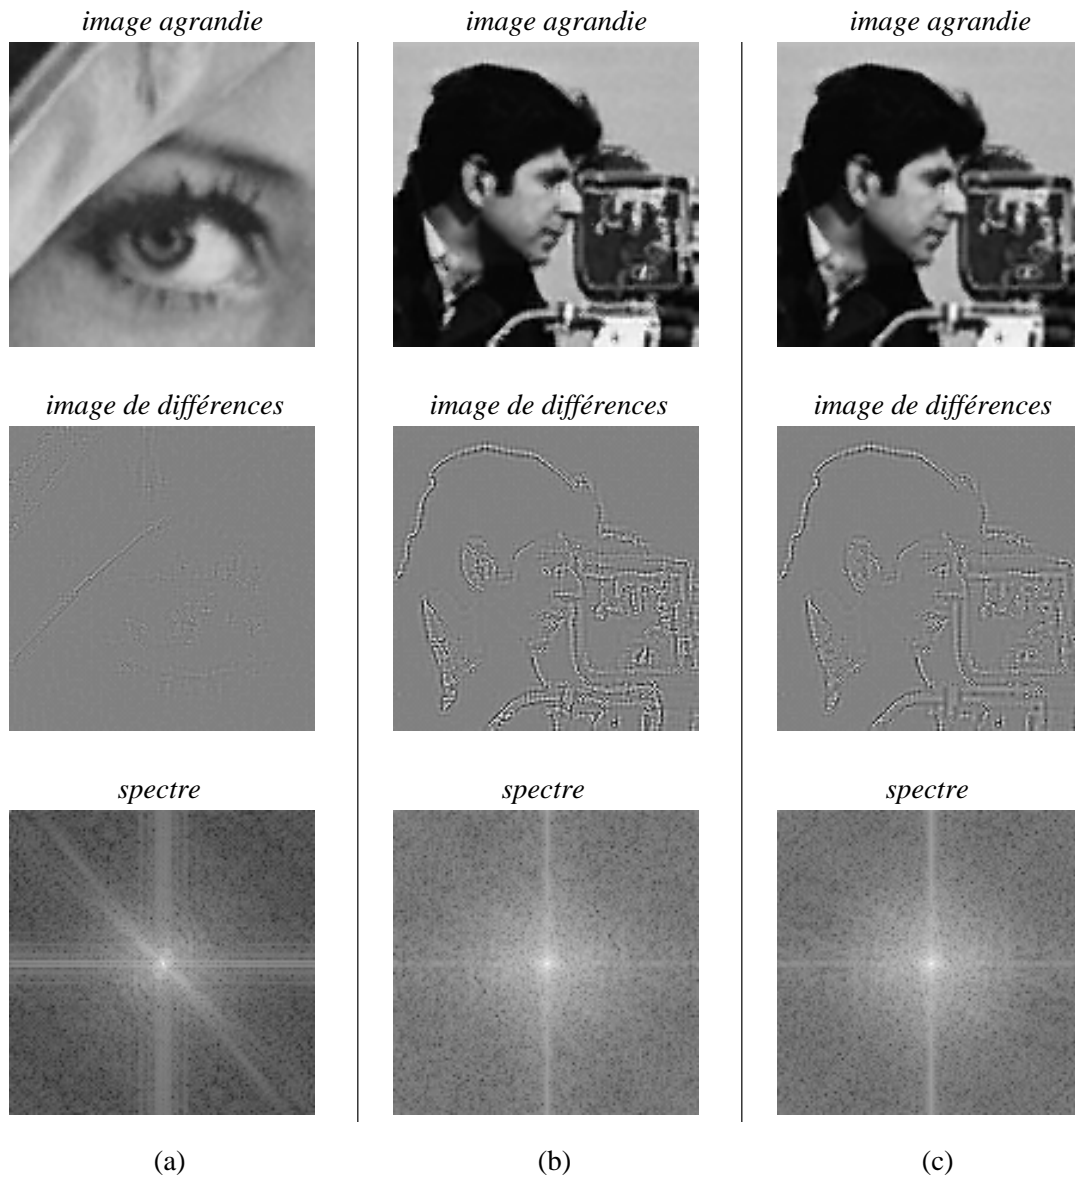 image agrandie
image agrandie
image agrandie
image de différences
image de différences
image de différences
spectre
spectre
spectre
(a)
(b)
(c)